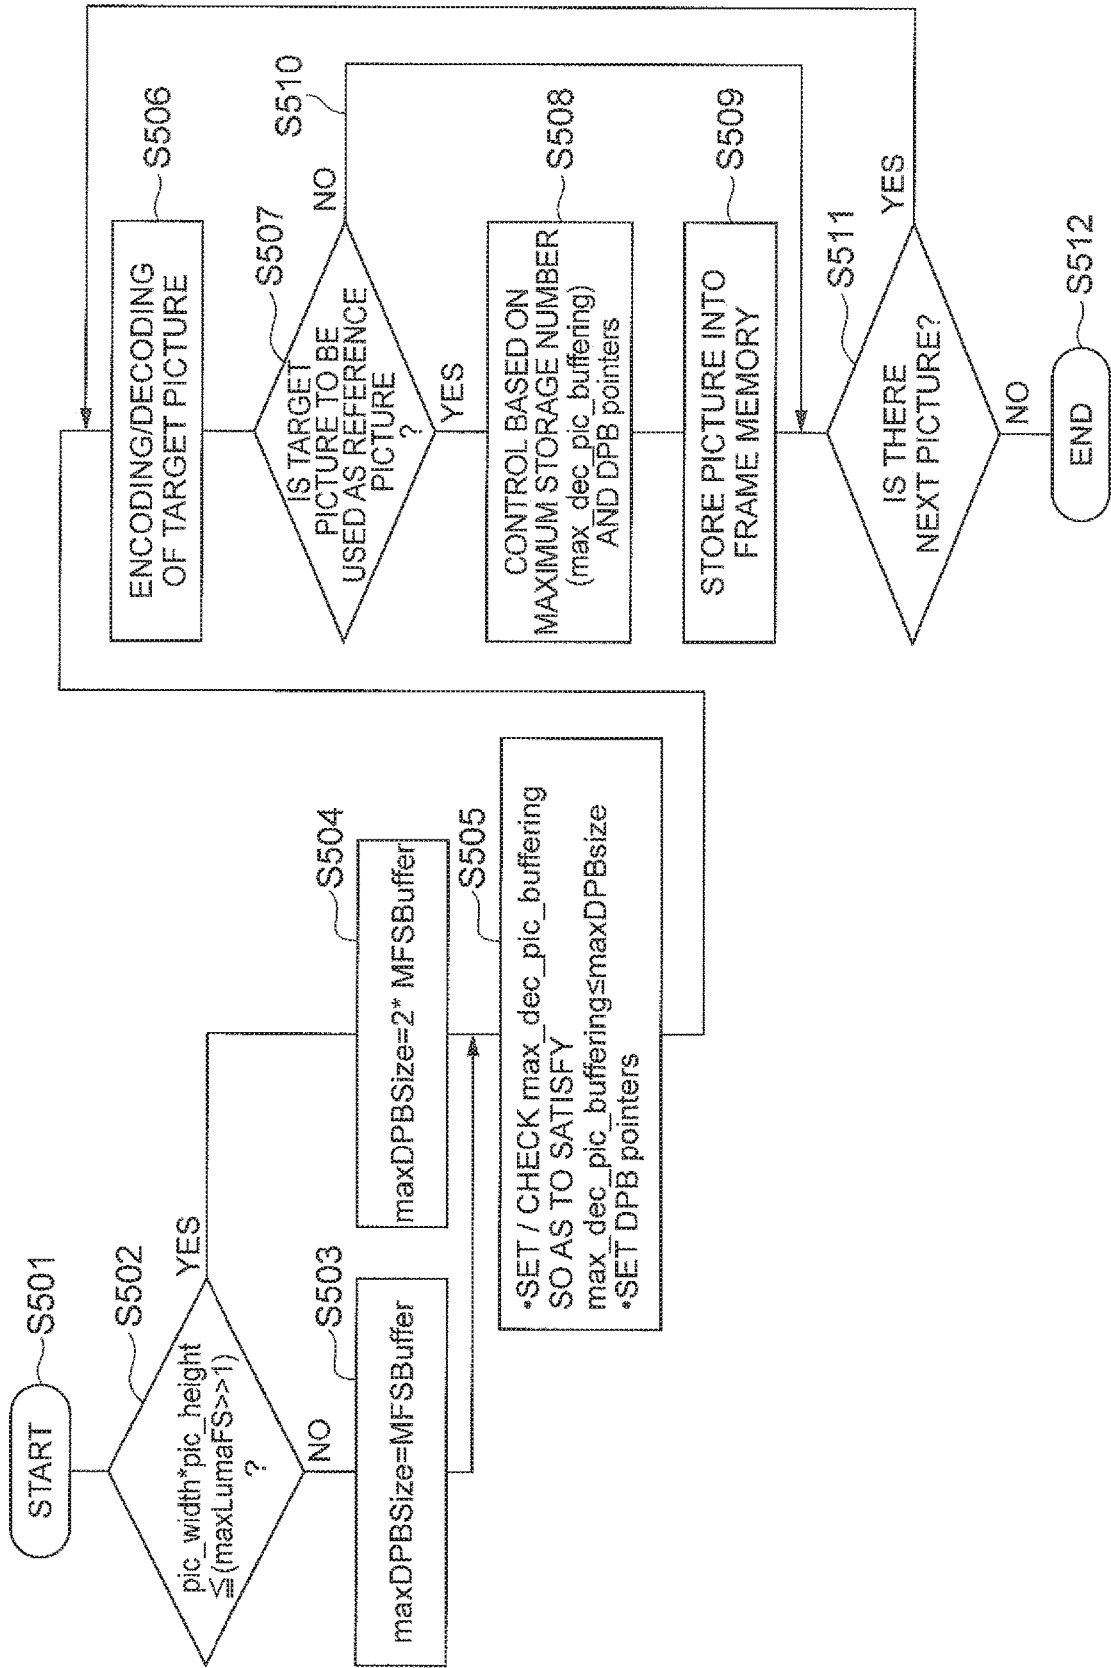 START
S501
pic_width*pic_height
≦(maxLumaFS>>1)
?
S502
YES
NO
maxDPBSize=MFSBuffer
S503
maxDPBSize=2* MFSBuffer
S504
•SET / CHECK max_dec_pic_buffering
SO AS TO SATISFY
max_dec_pic_buffering≤maxDPBsize
•SET DPB pointers
S505
ENCODING/DECODING
OF TARGET PICTURE
S506
IS TARGET
PICTURE TO BE
USED AS REFERENCE
PICTURE
?
S507
NO
S510
YES
CONTROL BASED ON
MAXIMUM STORAGE NUMBER
(max_dec_pic_buffering)
AND DPB pointers
S508
STORE PICTURE INTO
FRAME MEMORY
S509
IS THERE
NEXT PICTURE?
S511
YES
NO
END
S512